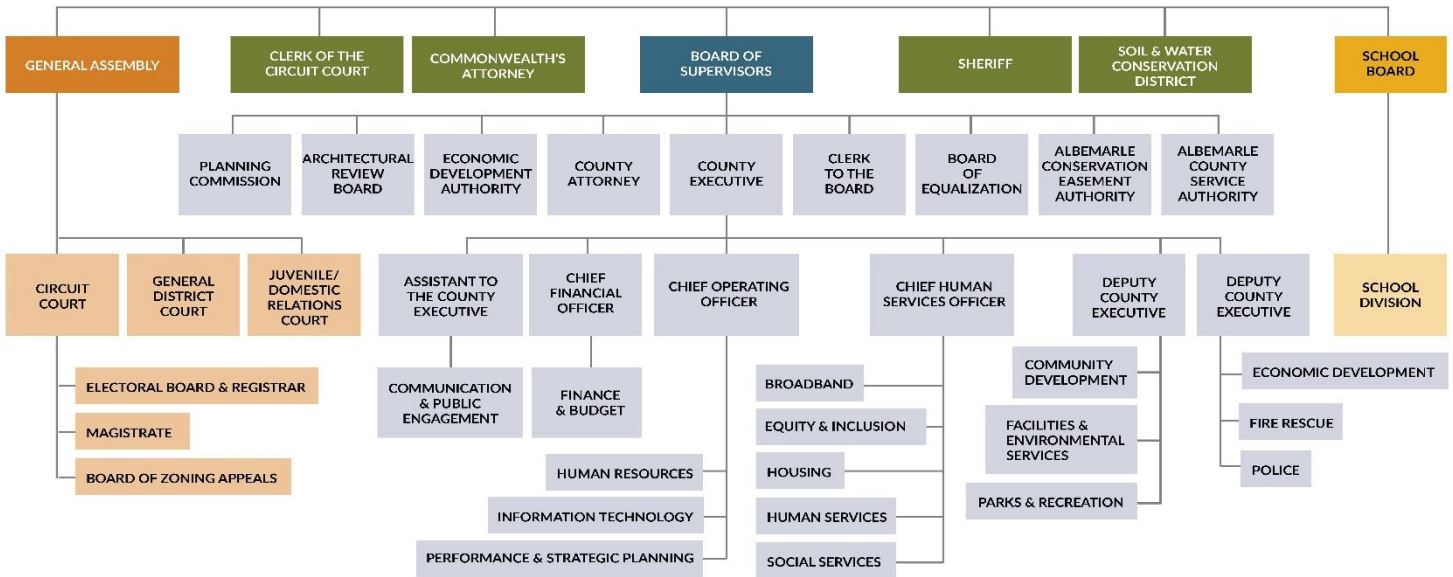 GENERAL ASSEMBLY
CLERK OF THE
CIRCUIT COURT
COMMONWEALTH'S
ATTORNEY
BOARD OF
SUPERVISORS
SHERIFF
SOIL & WATER
CONSERVATION
DISTRICT
SCHOOL
BOARD
PLANNING
COMMISSION
ARCHITECTURAL
REVIEW
BOARD
ECONOMIC
DEVELOPMENT
AUTHORITY
COUNTY
ATTORNEY
COUNTY
EXECUTIVE
CLERK
TO THE
BOARD
BOARD
OF
EQUALIZATION
ALBEMARLE
CONSERVATION
EASEMENT
AUTHORITY
ALBEMARLE
COUNTY
SERVICE
AUTHORITY
CIRCUIT
COURT
GENERAL
DISTRICT
COURT
JUVENILE/
DOMESTIC
RELATIONS
COURT
ASSISTANT TO
THE COUNTY
EXECUTIVE
CHIEF
FINANCIAL
OFFICER
CHIEF OPERATING
OFFICER
CHIEF HUMAN
SERVICES OFFICER
DEPUTY
COUNTY
EXECUTIVE
DEPUTY
COUNTY
EXECUTIVE
SCHOOL
DIVISION
ELECTORAL BOARD & REGISTRAR
MAGISTRATE
BOARD OF ZONING APPEALS
COMMUNICATION
& PUBLIC
ENGAGEMENT
FINANCE
& BUDGET
HUMAN RESOURCES
INFORMATION TECHNOLOGY
PERFORMANCE & STRATEGIC PLANNING
BROADBAND
EQUITY & INCLUSION
HOUSING
HUMAN SERVICES
SOCIAL SERVICES
COMMUNITY
DEVELOPMENT
FACILITIES &
ENVIRONMENTAL
SERVICES
PARKS & RECREATION
ECONOMIC DEVELOPMENT
FIRE RESCUE
POLICE